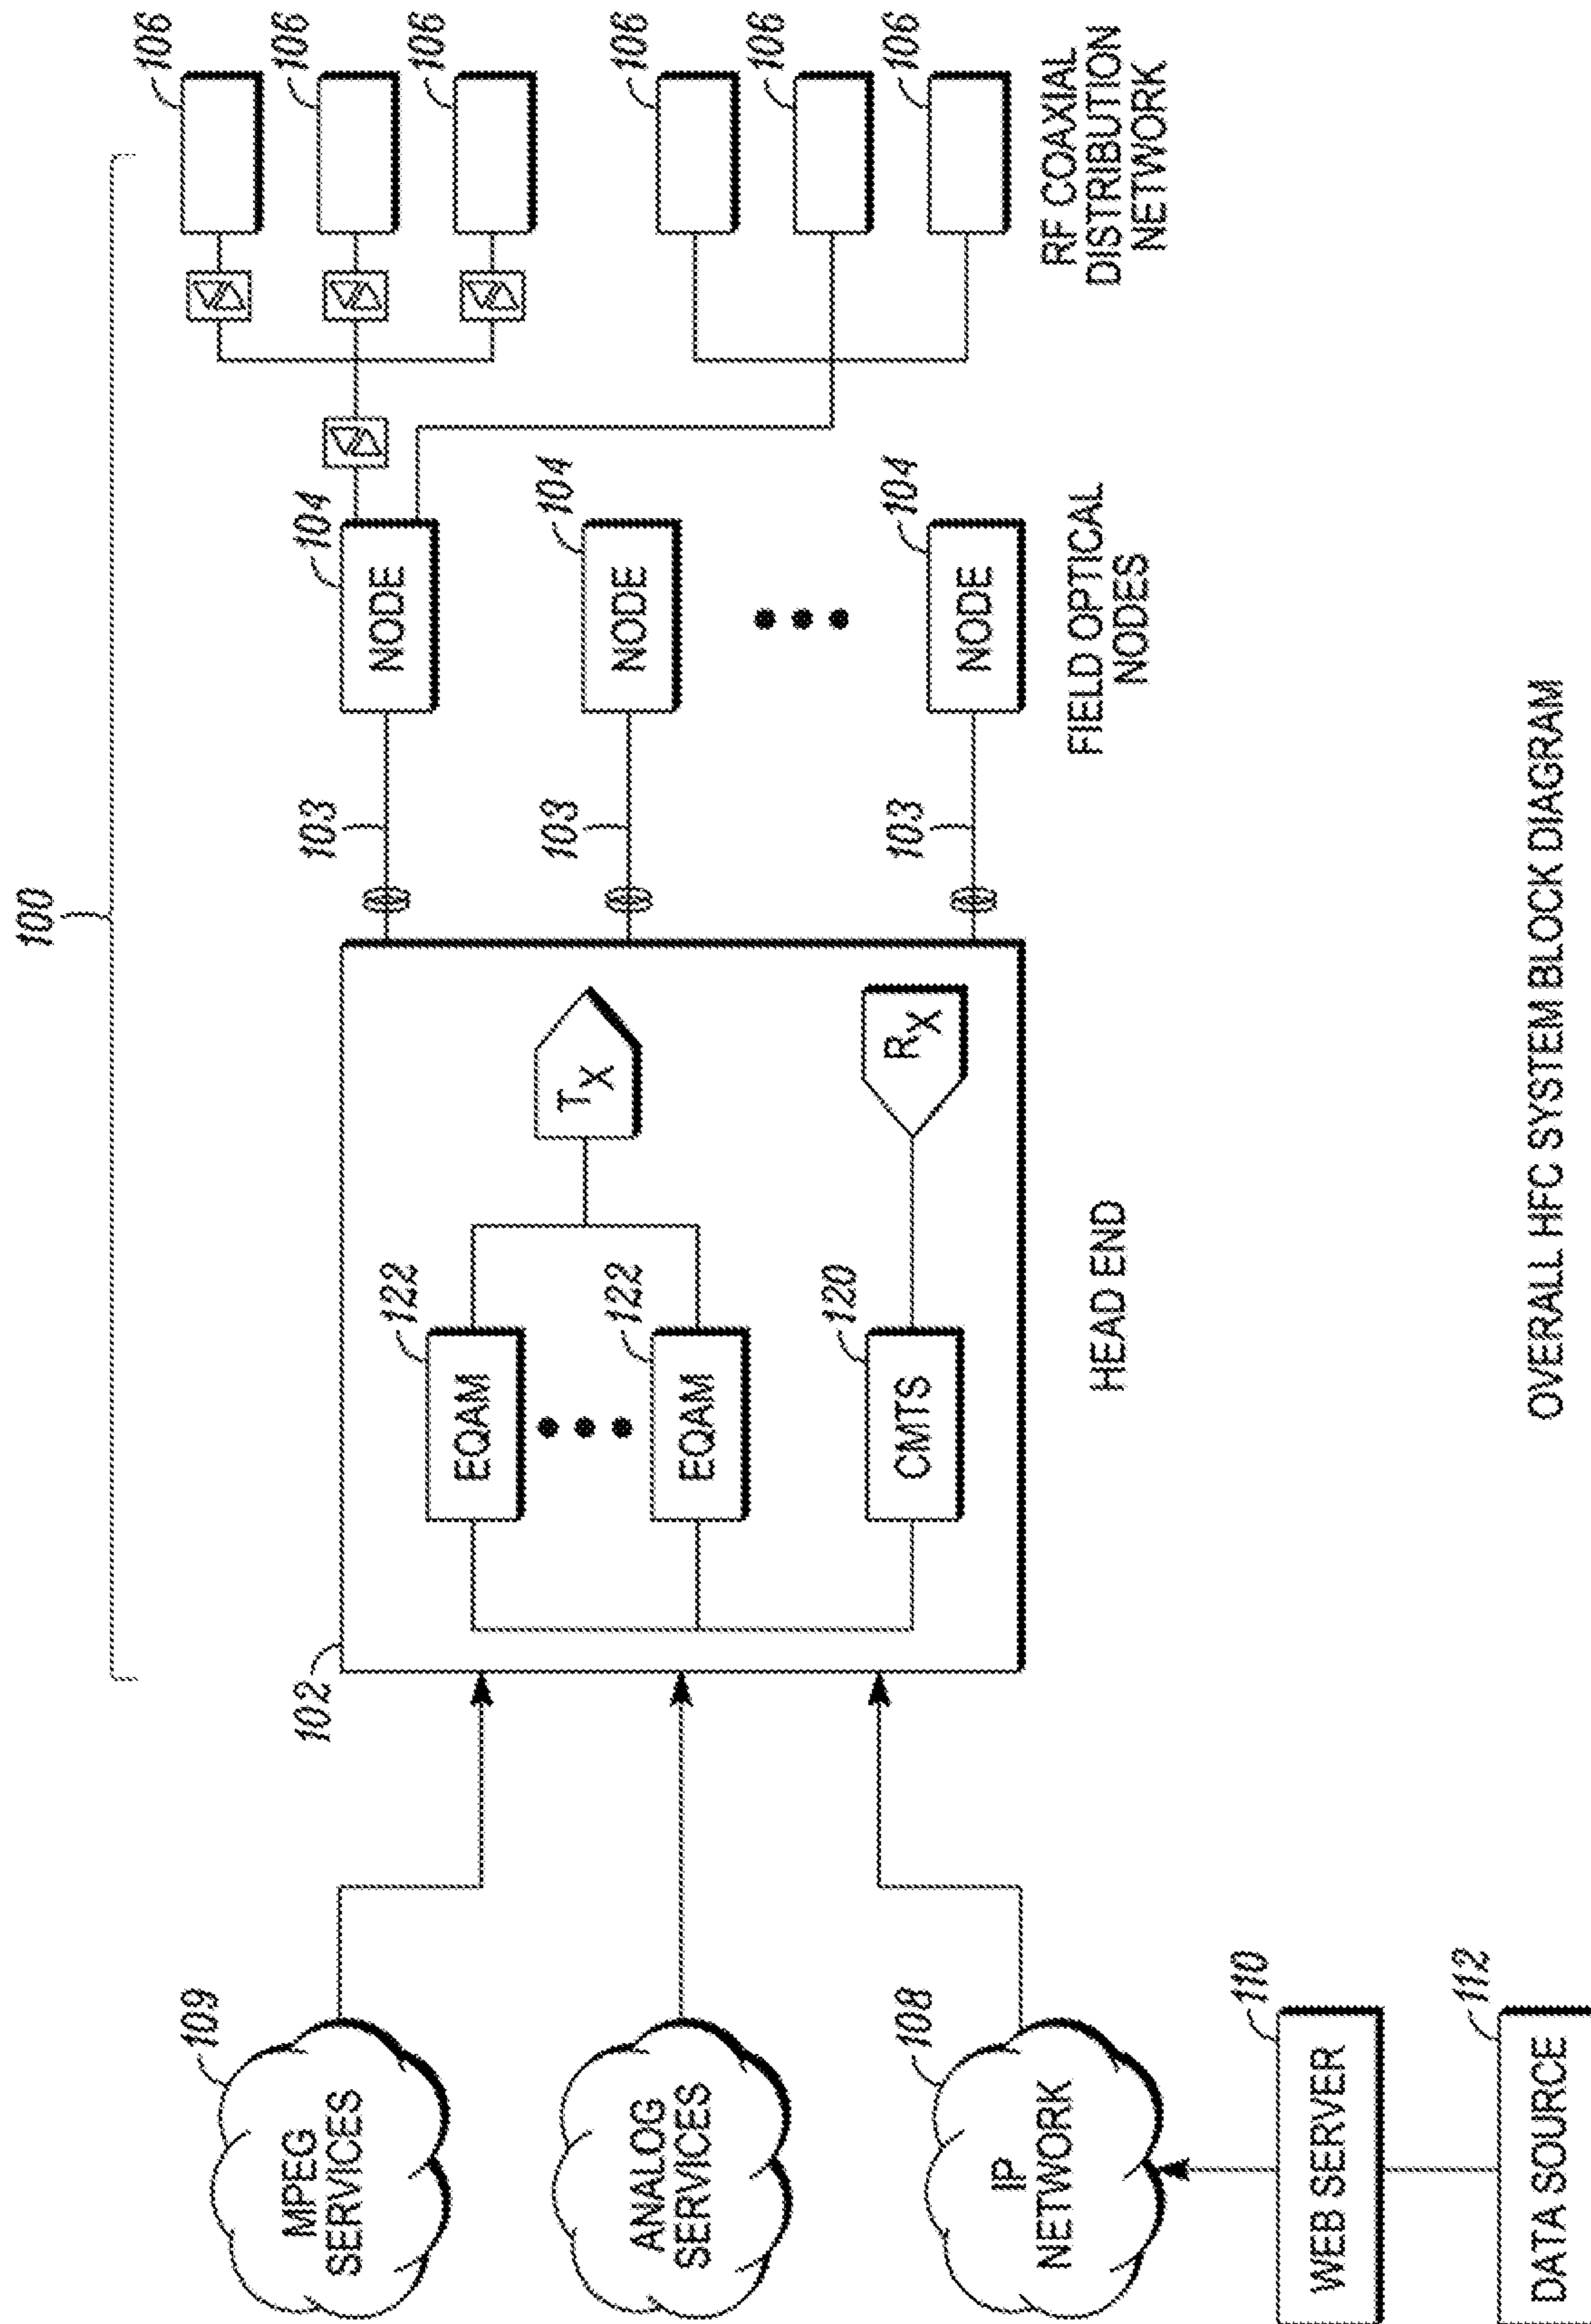 100
109
MPEG
SERVICES
ANALOG
SERVICES
108
IP
NETWORK
110
WEB SERVER
112
DATA SOURCE
102
122
EQAM
122
EQAM
120
CMTS
TX
RX
HEAD END
103
103
103
104
NODE
104
NODE
104
NODE
FIELD OPTICAL
NODES
106
106
106
106
106
106
RF COAXIAL
DISTRIBUTION
NETWORK
OVERALL HFC SYSTEM BLOCK DIAGRAM